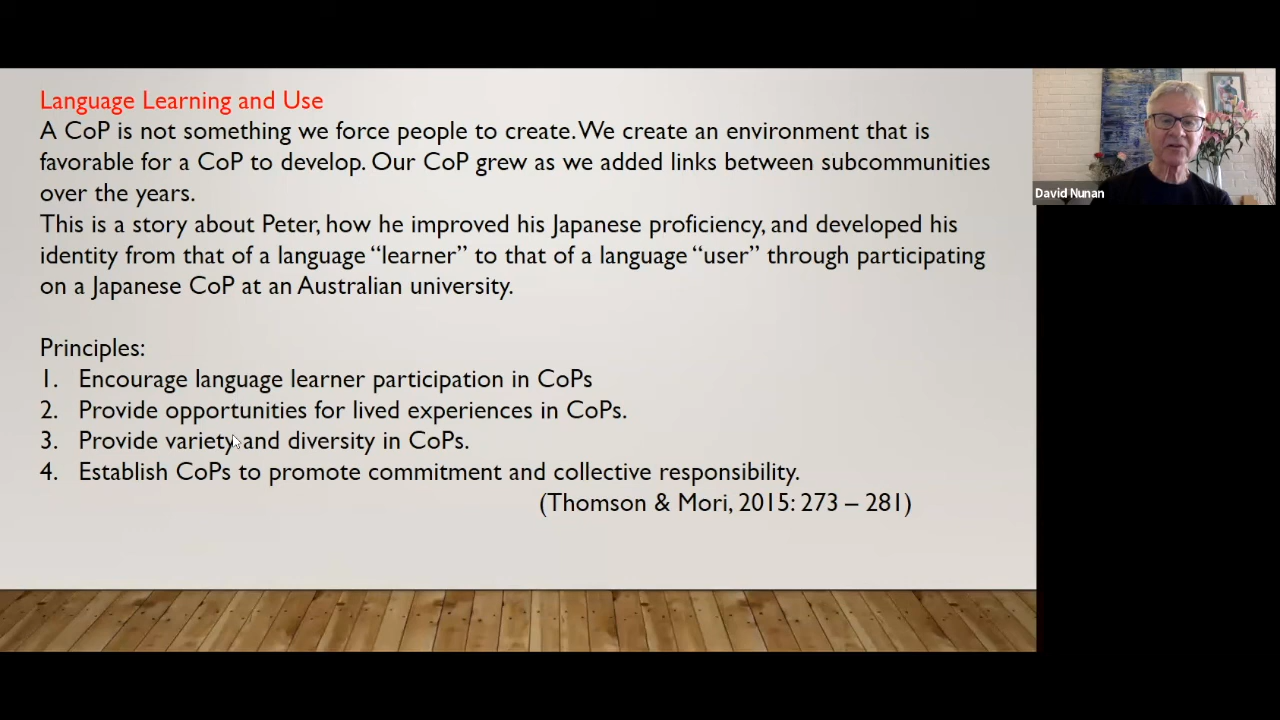 Language Learning and Use
A CoP is not something we force people to create. We create an environment that is
favorable for a CoP to develop. Our CoP grew as we added links between subcommunities
over the years.
This is a story about Peter, how he improved his Japanese proficiency, and developed his
identity from that of a language “learner” to that of a language “user” through participating
on a Japanese CoP at an Australian university.
Principles:
1. Encourage language learner participation in CoPs
2. Provide opportunities for lived experiences in CoPs.
3. Provide variety and diversity in CoPs.
4. Establish CoPs to promote commitment and collective responsibility.
(Thomson & Mori, 2015: 273 – 281)
David Nunan